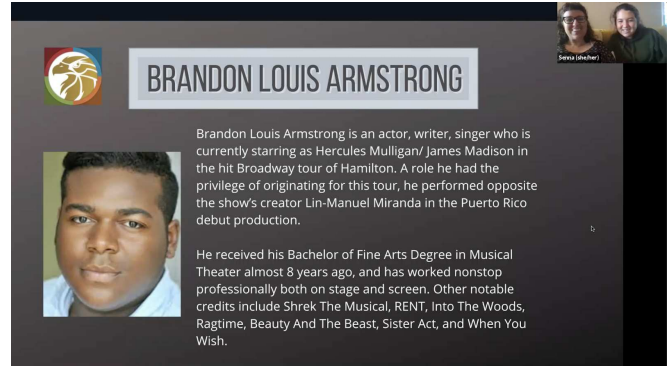 Senia (she/her)
BRANDON LOUIS ARMSTRONG
Brandon Louis Armstrong is an actor, writer, singer who is
currently starring as Hercules Mulligan/ James Madison in
the hit Broadway tour of Hamilton. A role he had the
privilege of originating for this tour, he performed opposite
the show’s creator Lin-Manuel Miranda in the Puerto Rico
debut production.
He received his Bachelor of Fine Arts Degree in Musical
Theater almost 8 years ago, and has worked nonstop
professionally both on stage and screen. Other notable
credits include Shrek The Musical, RENT, Into The Woods,
Ragtime, Beauty And The Beast, Sister Act, and When You
Wish.